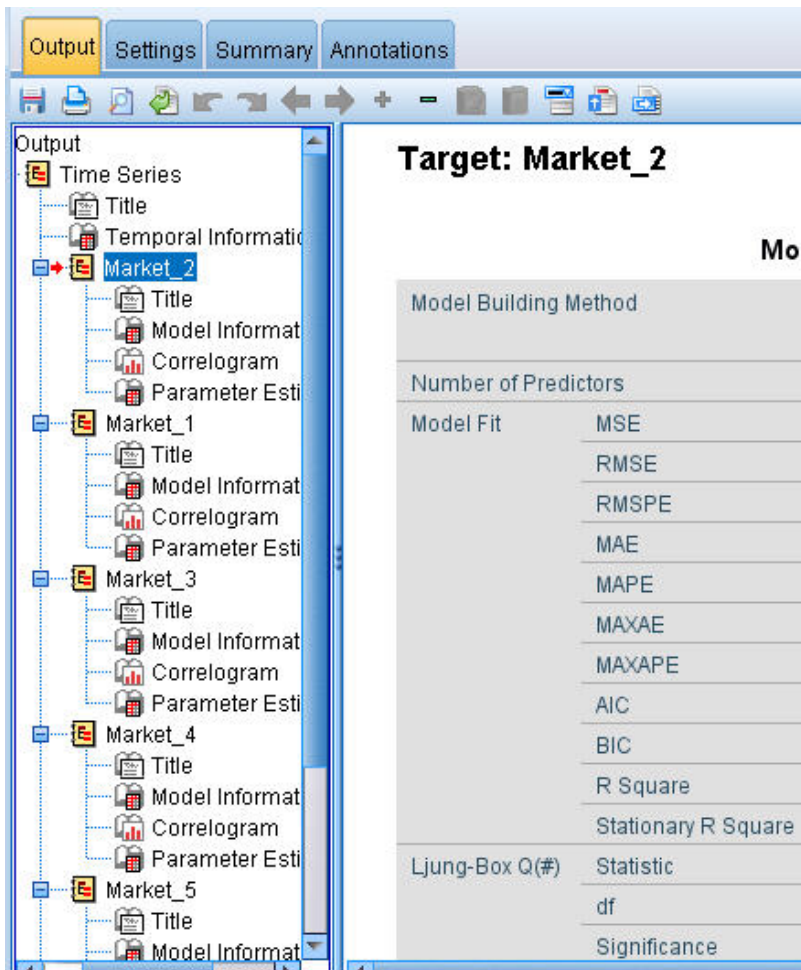 Output Settings Summary Annotations
Output
Time Series
Title
Temporal Informatic
Market_2
Title
Model Informat
Correlogram
Parameter Esti
Market_1
Title
Model Informat
Correlogram
Parameter Esti
Market_3
Title
Model Informat
Correlogram
Parameter Esti
Market_4
Title
Model Informat
Correlogram
Parameter Esti
Market_5
Title
Model Informat
Target: Market_2
Mo
Model Building Method
Number of Predictors
Model Fit MSE
RMSE
RMSPE
MAE
MAPE
MAXAE
MAXAPE
AIC
BIC
R Square
Stationary R Square
Ljung-Box Q(#) Statistic
df
Significance